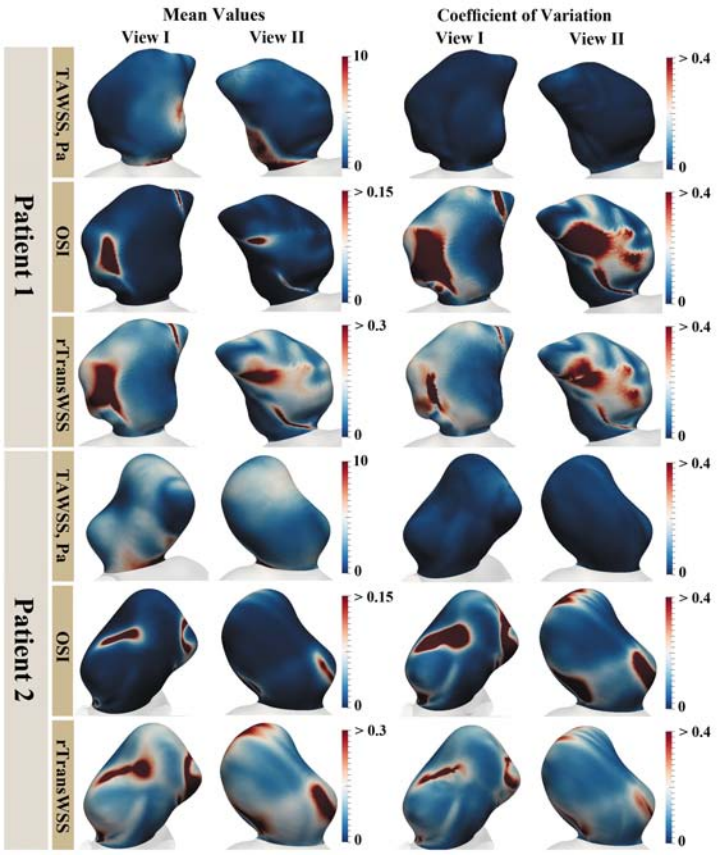 Mean Values
Coefficient of Variation
View I
View II
View I
View II
Patient 1
TAWSS, Pa
10
0
> 0.4
0
OSI
> 0.15
0
> 0.4
0
rTransWSS
> 0.3
0
> 0.4
0
Patient 2
TAWSS, Pa
10
0
> 0.4
0
OSI
> 0.15
0
> 0.4
0
rTransWSS
> 0.3
0
> 0.4
0